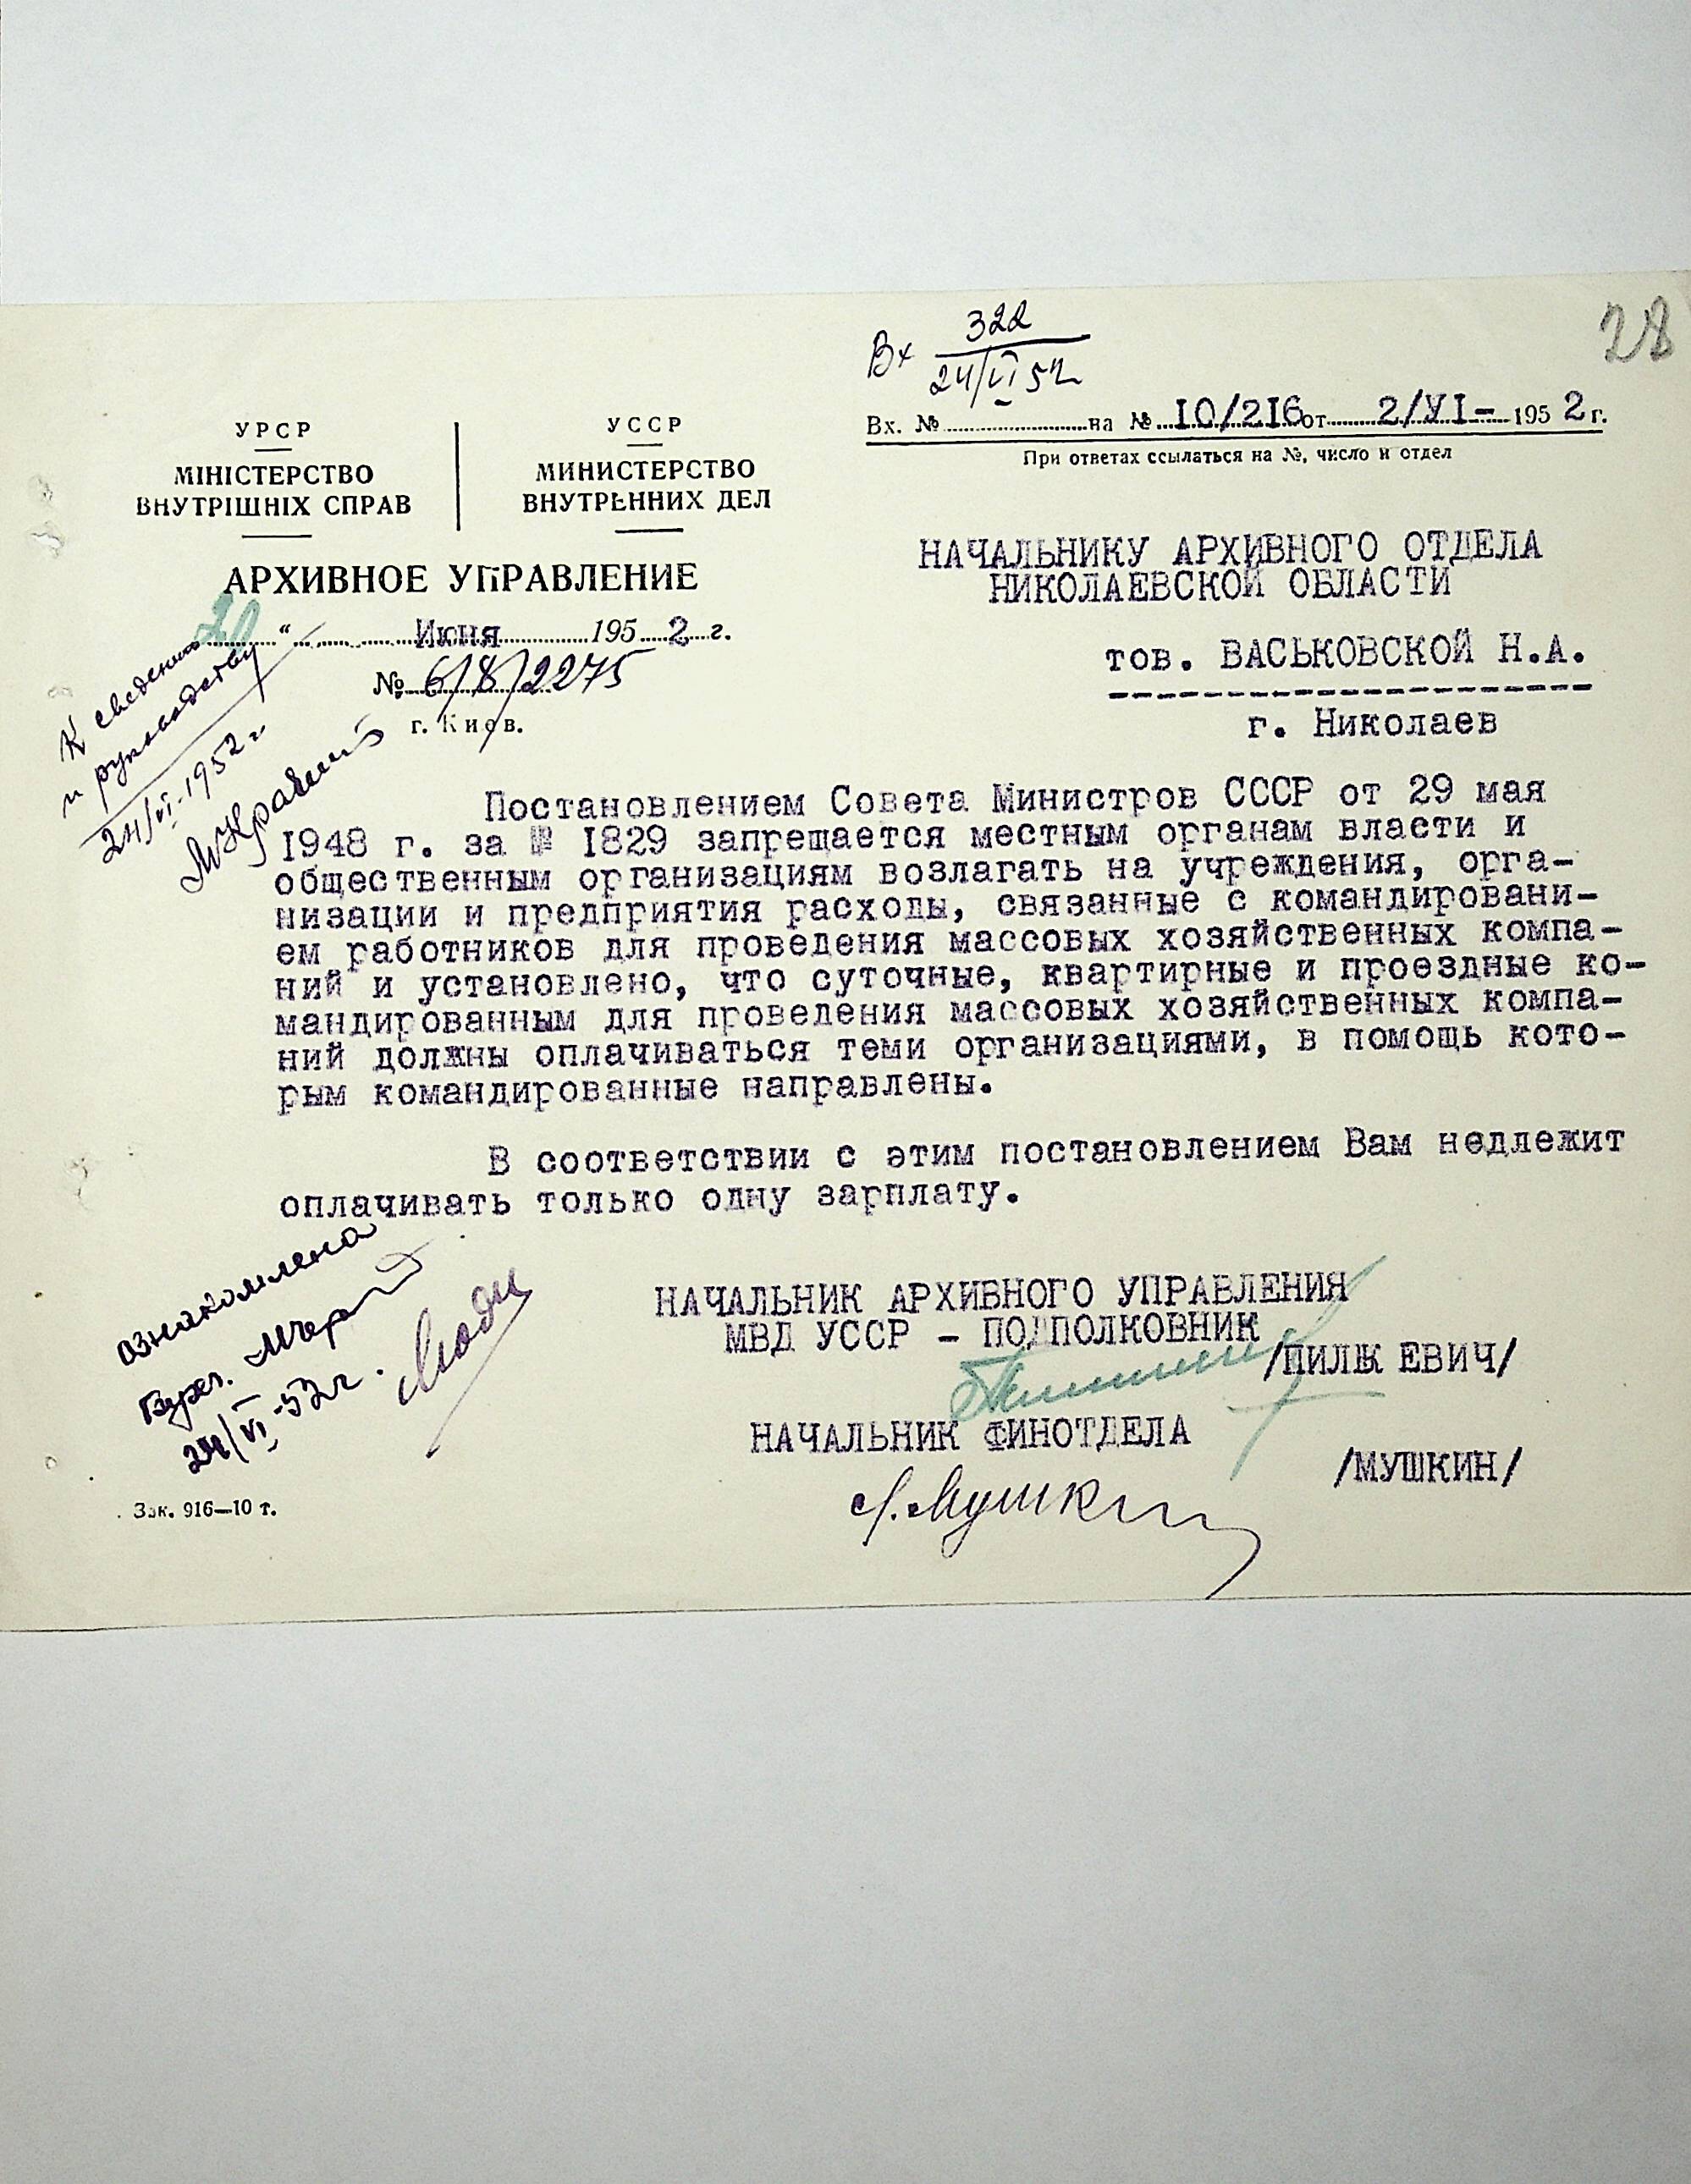 28
Вх 322
24/VI 52
Вх. № на № 10/216 от 2/VI- 1952 г.
При ответах ссылаться на №, число и отдел
УРСР
МІНІСТЕРСТВО
ВНУТРІШНІХ СПРАВ
УССР
МИНИСТЕРСТВО
ВНУТРЕННИХ ДЕЛ
АРХИВНОЕ УПРАВЛЕНИЕ
20 “ Июня 1952 г.
№ 6/8/2275
г. Киев.
К сведению
и руководству
24/VI-1952 г.
НАЧАЛЬНИКУ АРХИВНОГО ОТДЕЛА
НИКОЛАЕВСКОЙ ОБЛАСТИ
тов. ВАСЬКОВСКОЙ Н.А.
г. Николаев
Постановлением Совета Министров СССР от 29 мая
1948 г. за № 1829 запрещается местным органам власти и
общественным организациям возлагать на учреждения, орга-
низации и предприятия расходы, связанные с командировани-
ем работников для проведения массовых хозяйственных компа-
ний и установлено, что суточные, квартирные и проездные ко-
мандированным для проведения массовых хозяйственных компа-
ний должны оплачиваться теми организациями, в помощь кото-
рым командированные направлены.
В соответствии с этим постановлением Вам недлежит
оплачивать только одну зарплату.
ознакомлена
24/VI-52г.
НАЧАЛЬНИК АРХИВНОГО УПРАВЛЕНИЯ
МВД УССР - ПОДПОЛКОВНИК
/ПИЛЬКЕВИЧ/
НАЧАЛЬНИК ФИНОТДЕЛА
/МУШКИН/
Мушкин
Зак. 916—10 т.